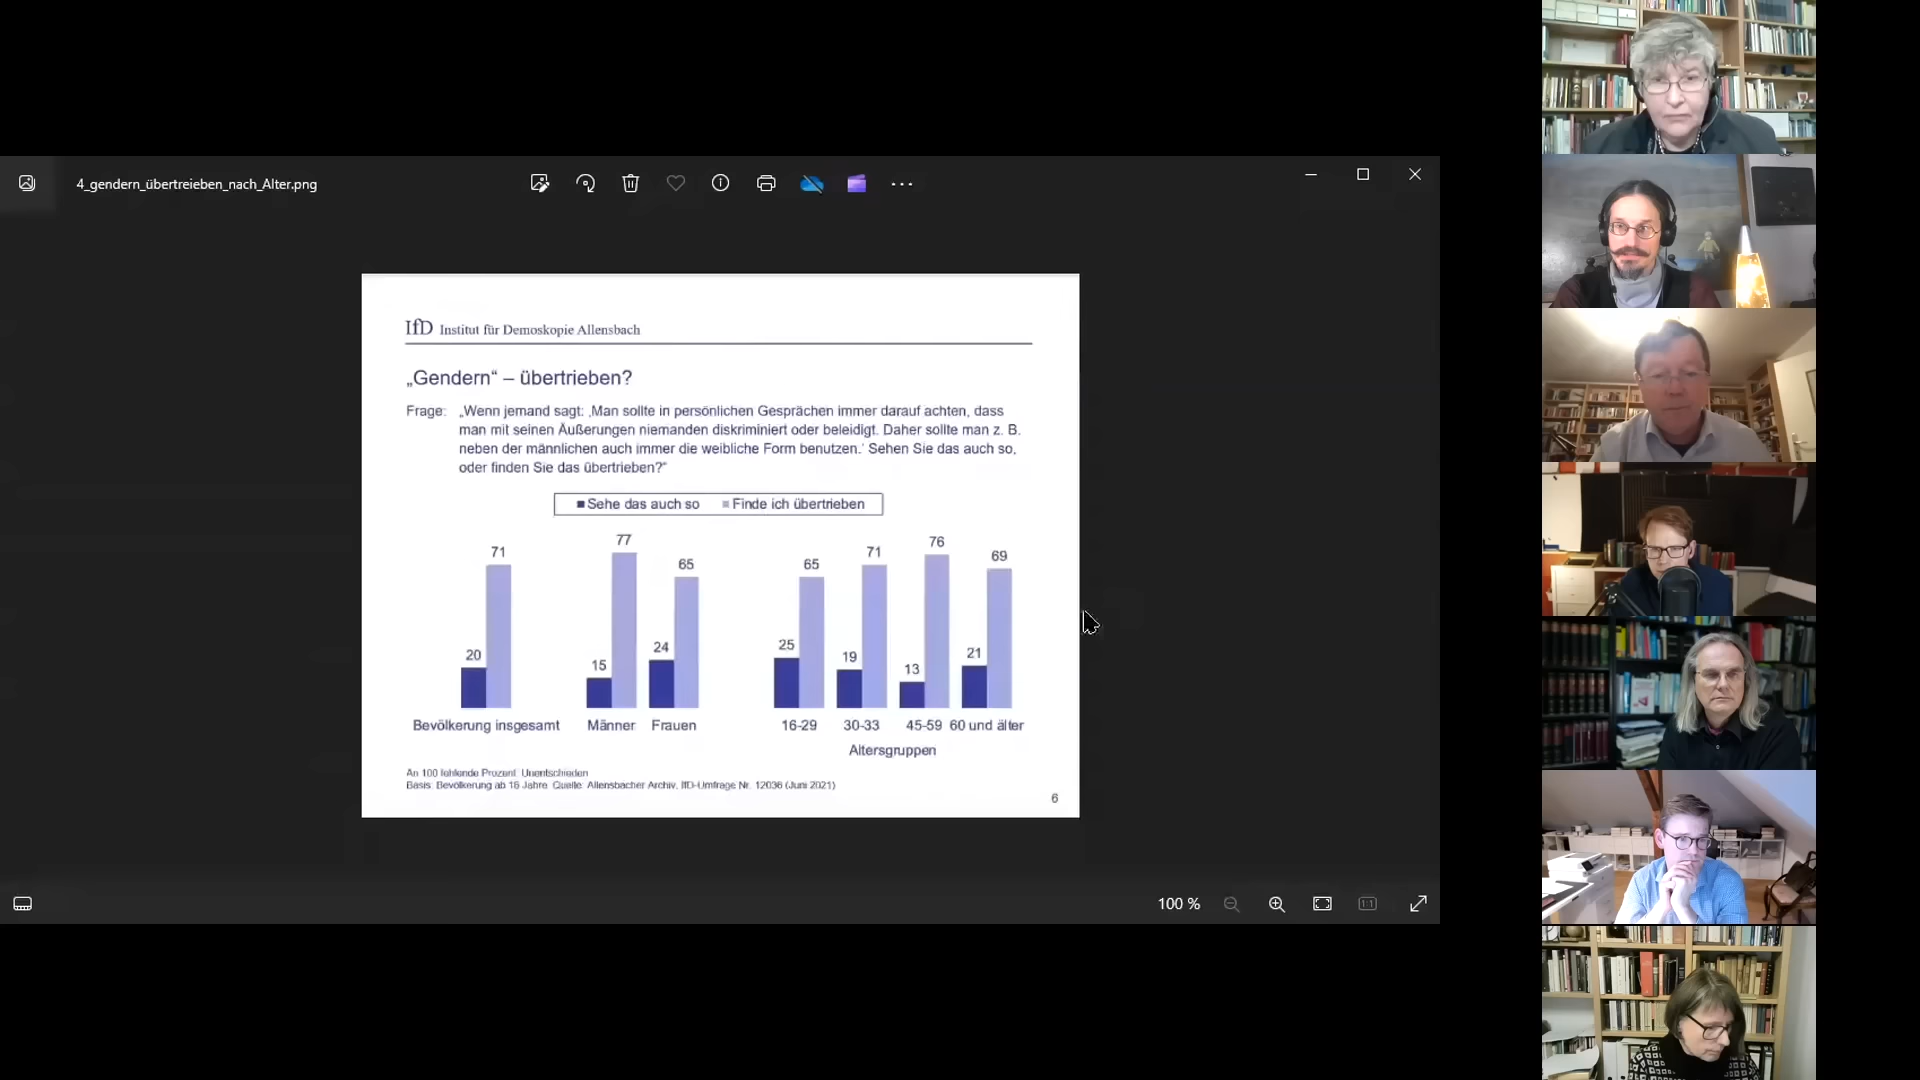 4_gendern_übertreieben_nach_Alter.png
IfD Institut für Demoskopie Allensbach
„Gendern“ – übertrieben?
Frage: „Wenn jemand sagt: ‚Man sollte in persönlichen Gesprächen immer darauf achten, dass
man mit seinen Äußerungen niemanden diskriminiert oder beleidigt. Daher sollte man z. B.
neben der männlichen auch immer die weibliche Form benutzen.‘ Sehen Sie das auch so,
oder finden Sie das übertrieben?“
Sehe das auch so Finde ich übertrieben
71 77 65 65 71 76 69
20 15 24 25 19 13 21
Bevölkerung insgesamt Männer Frauen 16-29 30-33 45-59 60 und älter
Altersgruppen
An 100 fehlende Prozent: Unentschieden
Basis: Bevölkerung ab 16 Jahre. Quelle: Allensbacher Archiv, IfD-Umfrage Nr. 12036 (Juni 2021)
6
100 %
1:1